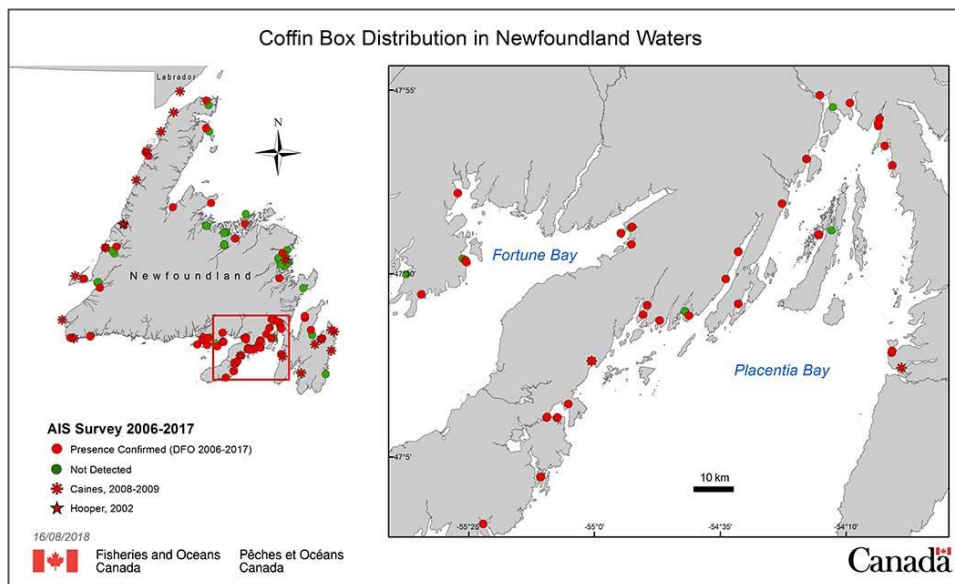 Coffin Box Distribution in Newfoundland Waters
Labrador
N
Newfoundland
AIS Survey 2006-2017
Presence Confirmed (DFO 2006-2017)
Not Detected
Caines, 2008-2009
Hooper, 2002
16/08/2018
Fisheries and Oceans
Canada
Pêches et Océans
Canada
47°55'
47°30'
47°5'
Fortune Bay
Placentia Bay
10 km
-55°25'
-55°0'
-54°35'
-54°10'
Canada